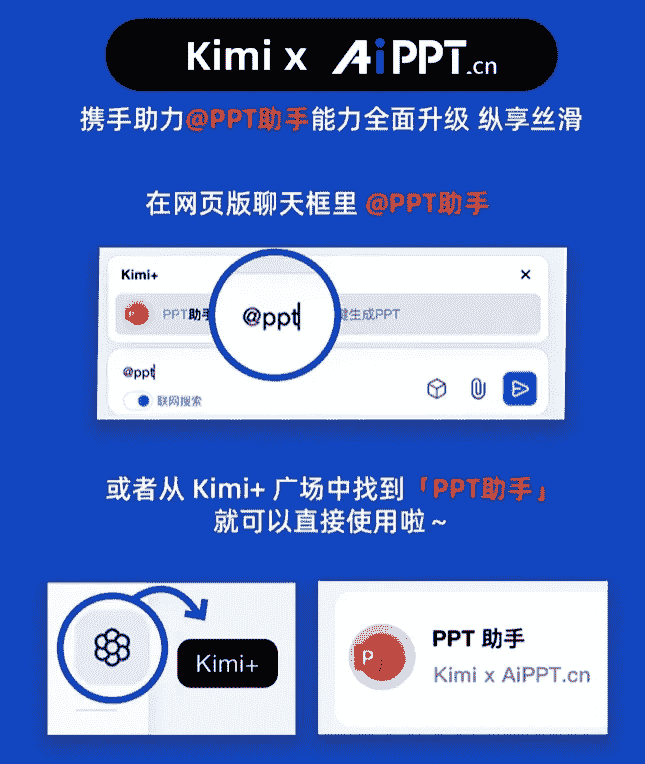 Kimi x AiPPT.cn
携手助力@PPT助手能力全面升级 纵享丝滑
在网页版聊天框里 @PPT助手
Kimi+
PPT助手
@ppt
键生成PPT
@ppt
联网搜索
或者从 Kimi+ 广场中找到「PPT助手」
就可以直接使用啦~
Kimi+
P
PPT 助手
Kimi x AiPPT.cn